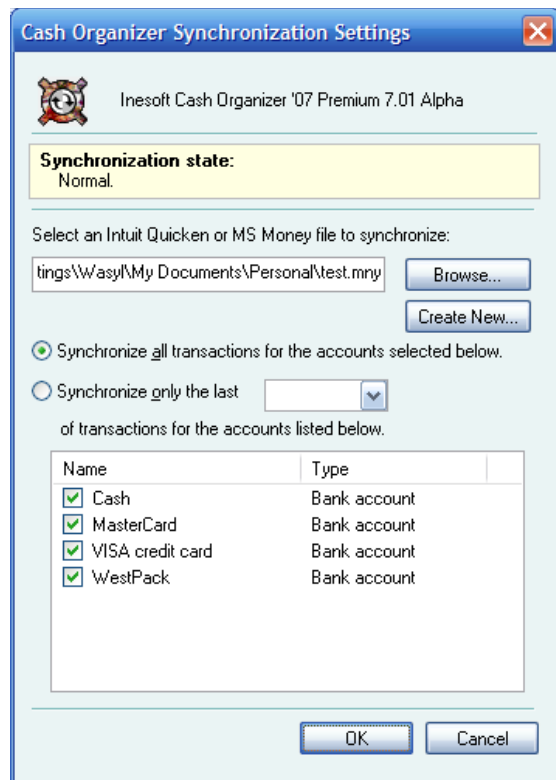 Cash Organizer Synchronization Settings
Inesoft Cash Organizer '07 Premium 7.01 Alpha
Synchronization state:
Normal.
Select an Intuit Quicken or MS Money file to synchronize:
tings\Wasyl\My Documents\Personal\test.mny
Browse...
Create New...
Synchronize all transactions for the accounts selected below.
Synchronize only the last
of transactions for the accounts listed below.
Name Type
Cash Bank account
MasterCard Bank account
VISA credit card Bank account
WestPack Bank account
OK Cancel